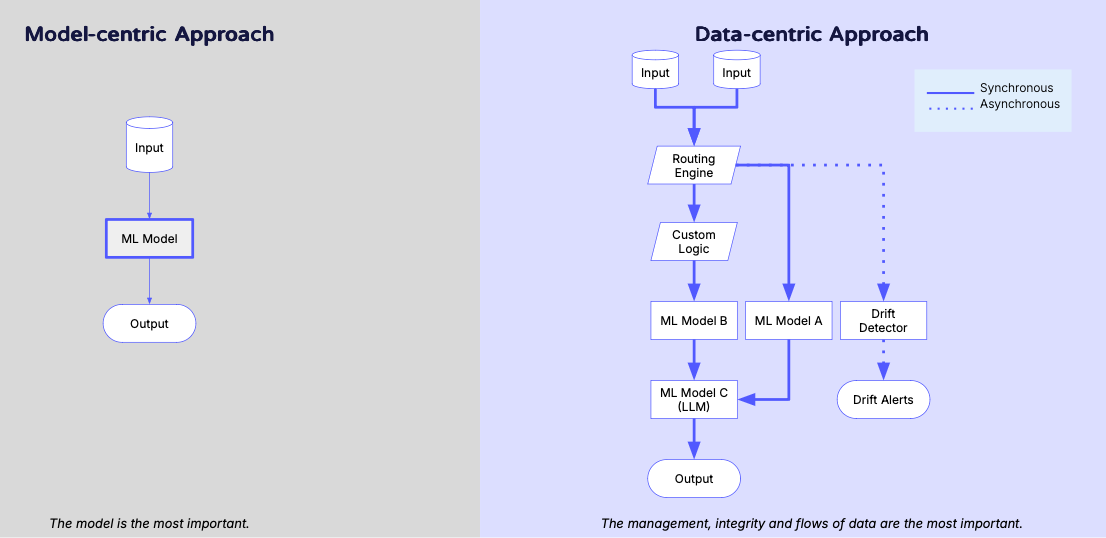 Model-centric Approach
Input
ML Model
Output
The model is the most important.
Data-centric Approach
Input
Input
Synchronous
Asynchronous
Routing
Engine
Custom
Logic
ML Model B
ML Model A
Drift
Detector
ML Model C
(LLM)
Drift Alerts
Output
The management, integrity and flows of data are the most important.